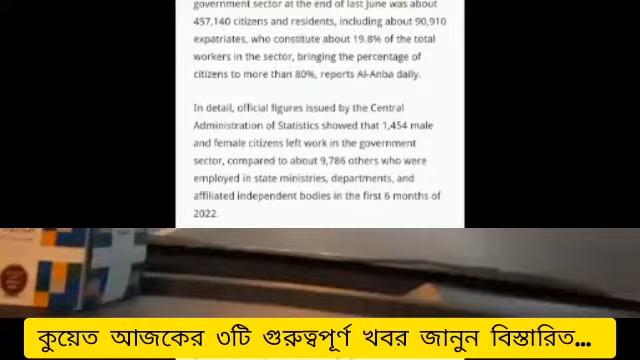 government sector at the end of last June was about
457,140 citizens and residents, including about 90,910
expatriates, who constitute about 19.8% of the total
workers in the sector, bringing the percentage of
citizens to more than 80%, reports Al-Anba daily.
In detail, official figures issued by the Central
Administration of Statistics showed that 1,454 male
and female citizens left work in the government
sector, compared to about 9,786 others who were
employed in state ministries, departments, and
affiliated independent bodies in the first 6 months of
2022.
কুয়েত আজকের ৩টি গুরুত্বপূর্ণ খবর জানুন বিস্তারিত...